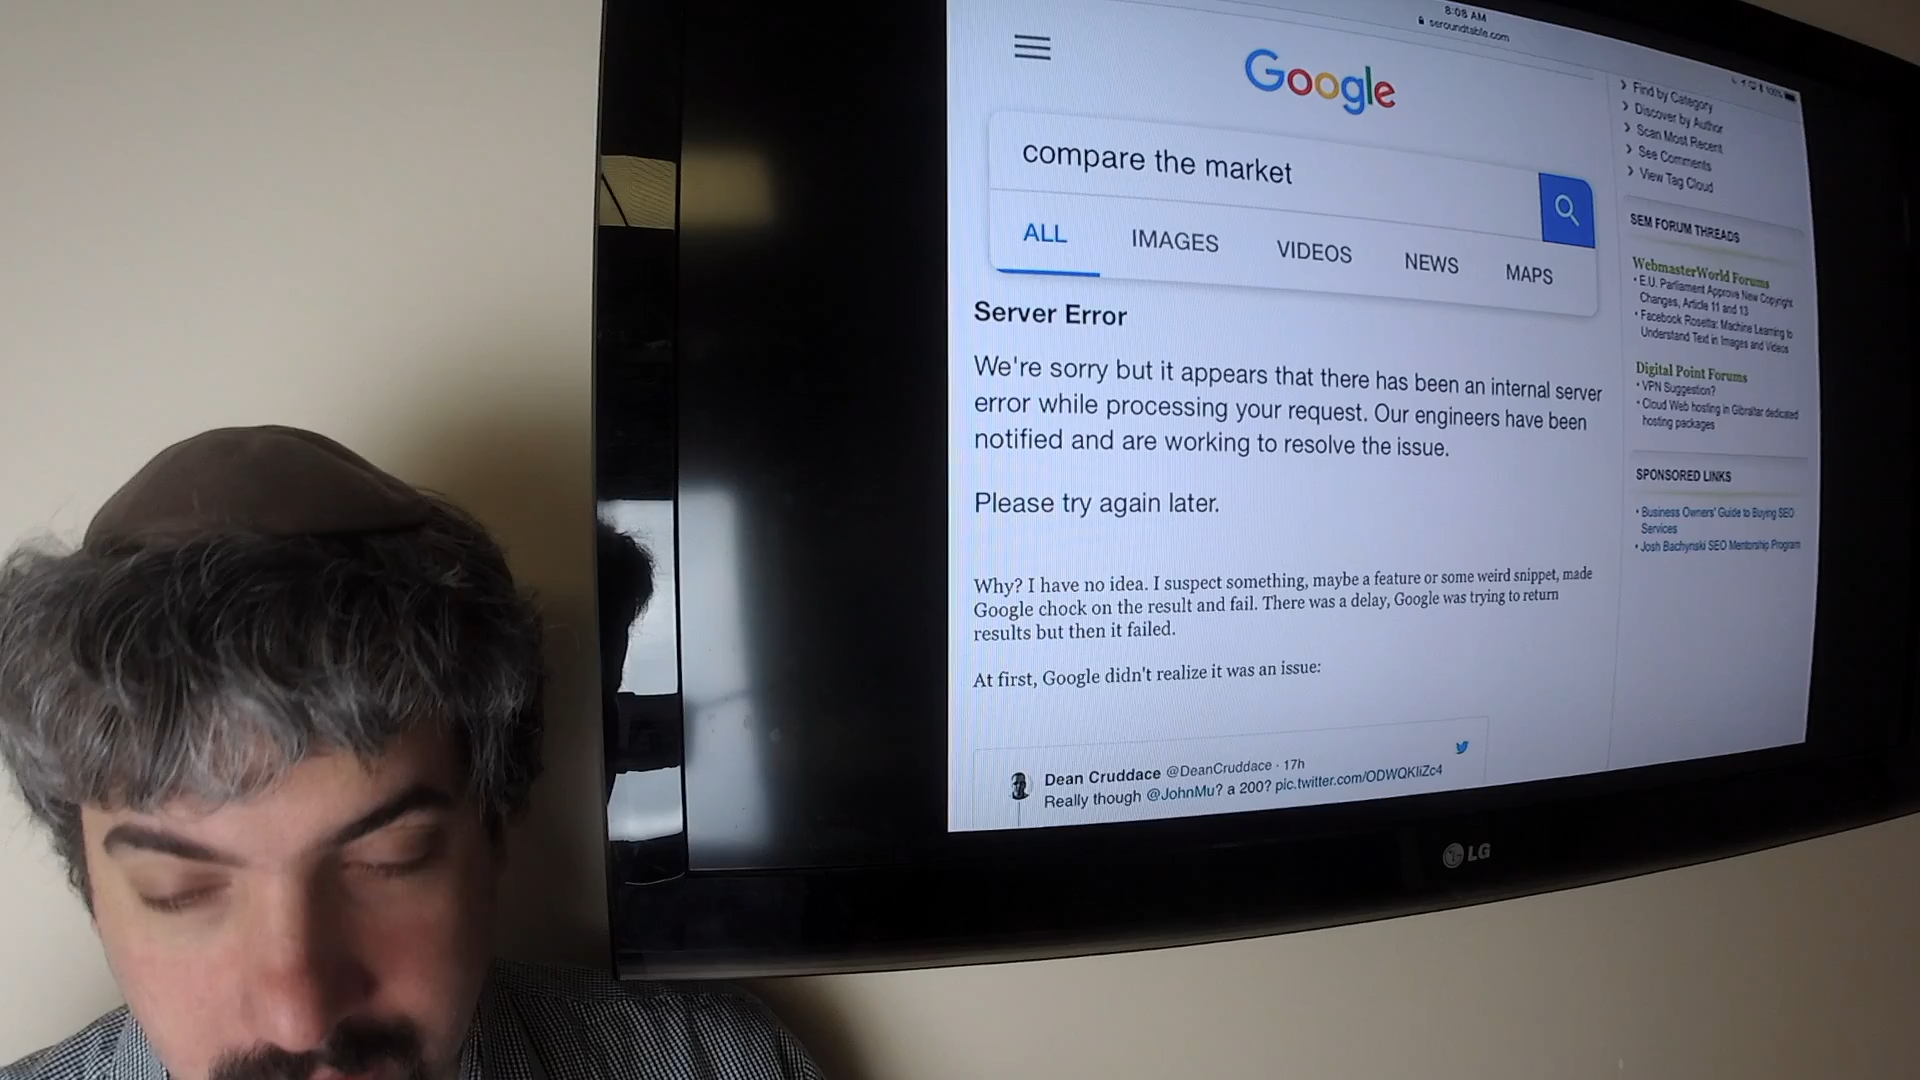 8:08 AM
seroundtable.com
100%
Google
compare the market
ALL IMAGES VIDEOS NEWS MAPS
Server Error
We're sorry but it appears that there has been an internal server
error while processing your request. Our engineers have been
notified and are working to resolve the issue.
Please try again later.
Why? I have no idea. I suspect something, maybe a feature or some weird snippet, made
Google chock on the result and fail. There was a delay, Google was trying to return
results but then it failed.
At first, Google didn't realize it was an issue:
Dean Cruddace @DeanCruddace · 17h
Really though @JohnMu? a 200? pic.twitter.com/ODWQKIiZc4
Find by Category
Discover by Author
Scan Most Recent
See Comments
View Tag Cloud
SEM FORUM THREADS
WebmasterWorld Forums
• E.U. Parliament Approve New Copyright
Changes, Article 11 and 13
• Facebook Rosetta: Machine Learning to
Understand Text in Images and Videos
Digital Point Forums
• VPN Suggestion?
• Cloud Web hosting in Gibraltar dedicated
hosting packages
SPONSORED LINKS
• Business Owners' Guide to Buying SEO
Services
• Josh Bachynski SEO Mentorship Program
LG